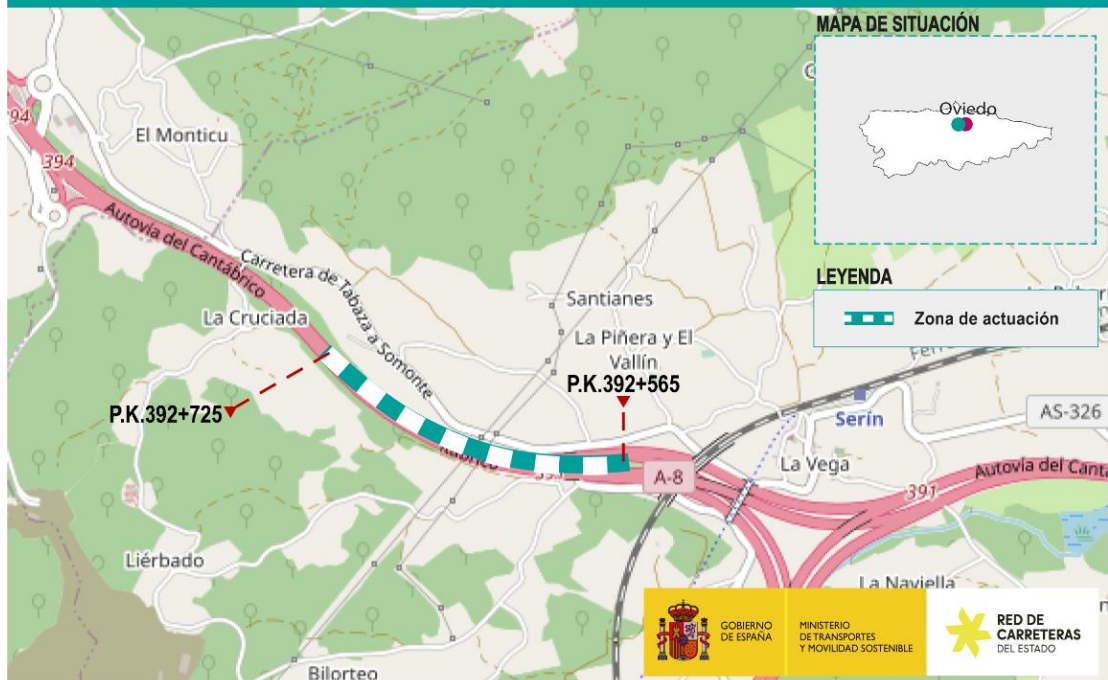 MAPA DE SITUACIÓN
Oviedo
El Monticu
94
394
Autovía del Cantábrico
Carretera de Tabaza a Somonte
La Cruciada
Santianes
LEYENDA
Zona de actuación
La Piñera y El
Vallín
P.K.392+565
P.K.392+725
Serín
AS-326
A-8
La Vega
Autovía del Canta
391
Liérbado
La Naviella
Bilorteo
GOBIERNO
DE ESPAÑA
MINISTERIO
DE TRANSPORTES
Y MOVILIDAD SOSTENIBLE
RED DE
CARRETERAS
DEL ESTADO